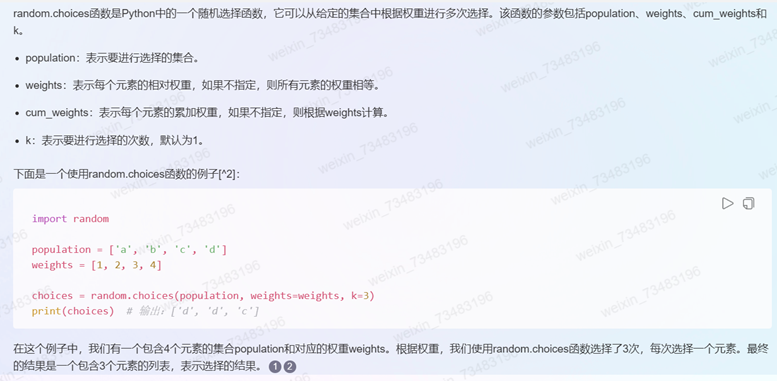 random.choices函数是Python中的一个随机选择函数，它可以从给定的集合中根据权重进行多次选择。该函数的参数包括population、weights、cum_weights和
k。
• population：表示要进行选择的集合。
• weights：表示每个元素的相对权重，如果不指定，则所有元素的权重相等。
• cum_weights：表示每个元素的累加权重，如果不指定，则根据weights计算。
• k：表示要进行选择的次数，默认为1。
下面是一个使用random.choices函数的例子[^2]：
import random
population = ['a', 'b', 'c', 'd']
weights = [1, 2, 3, 4]
choices = random.choices(population, weights=weights, k=3)
print(choices)  # 输出: ['d', 'd', 'c']
在这个例子中，我们有一个包含4个元素的集合population和对应的权重weights。根据权重，我们使用random.choices函数选择了3次，每次选择一个元素。最终
的结果是一个包含3个元素的列表，表示选择的结果。 1 2
weixin_73483196